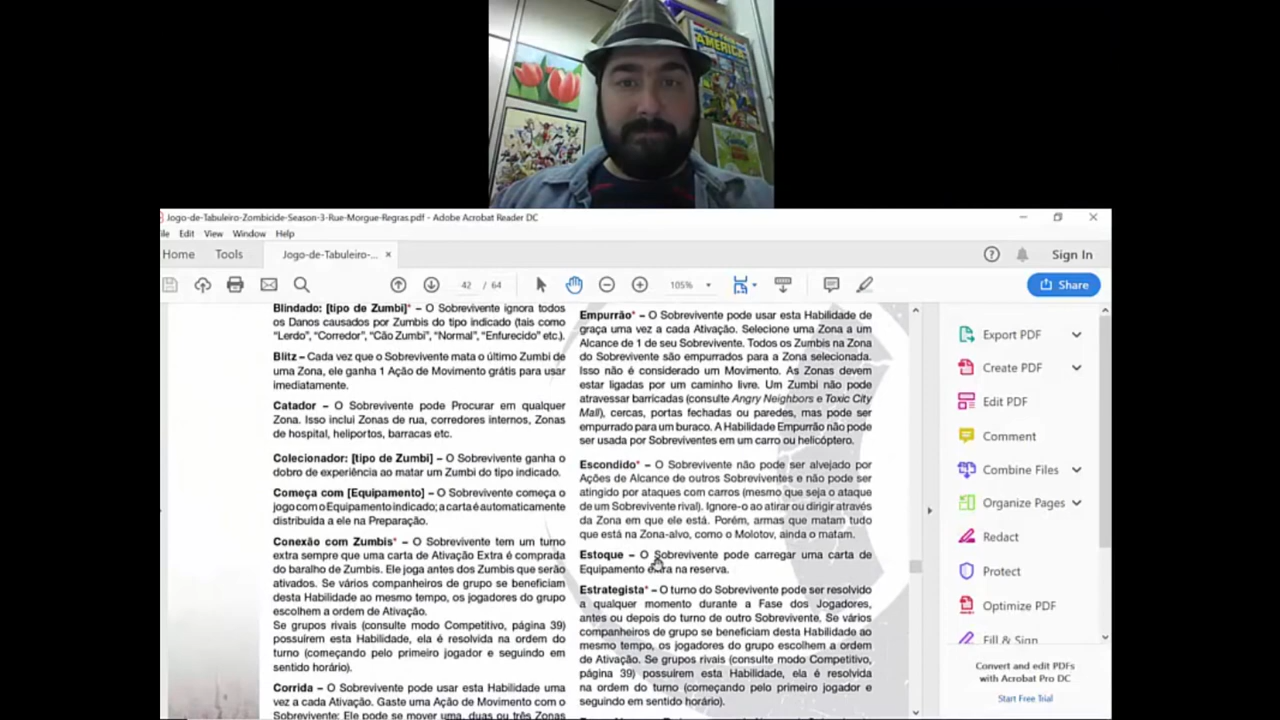 CAPTAIN
AMERICA
Jogo-de-Tabuleiro-Zombicide-Season-3-Rue-Morgue-Regras.pdf - Adobe Acrobat Reader DC
ile Edit View Window Help
Home Tools Jogo-de-Tabuleiro-... × Sign In
42 / 64 105% Share
Blindado: [tipo de Zumbi]* – O Sobrevivente ignora todos
os Danos causados por Zumbis do tipo indicado (tais como
“Lerdo”, “Corredor”, “Cão Zumbi”, “Normal”, “Enfurecido” etc.).
Blitz – Cada vez que o Sobrevivente mata o último Zumbi de
uma Zona, ele ganha 1 Ação de Movimento grátis para usar
imediatamente.
Catador – O Sobrevivente pode Procurar em qualquer
Zona. Isso inclui Zonas de rua, corredores internos, Zonas
de hospital, heliportos, barracas etc.
Colecionador: [tipo de Zumbi] – O Sobrevivente ganha o
dobro de experiência ao matar um Zumbi do tipo indicado.
Começa com [Equipamento] – O Sobrevivente começa o
jogo com o Equipamento indicado; a carta é automaticamente
distribuída a ele na Preparação.
Conexão com Zumbis* – O Sobrevivente tem um turno
extra sempre que uma carta de Ativação Extra é comprada
do baralho de Zumbis. Ele joga antes dos Zumbis que serão
ativados. Se vários companheiros de grupo se beneficiam
desta Habilidade ao mesmo tempo, os jogadores do grupo
escolhem a ordem de Ativação.
Se grupos rivais (consulte modo Competitivo, página 39)
possuírem esta Habilidade, ela é resolvida na ordem do
turno (começando pelo primeiro jogador e seguindo em
sentido horário).
Corrida – O Sobrevivente pode usar esta Habilidade uma
vez a cada Ativação. Gaste uma Ação de Movimento com o
Sobrevivente: Ele pode se mover uma, duas ou três Zonas
Empurrão* – O Sobrevivente pode usar esta Habilidade de
graça uma vez a cada Ativação. Selecione uma Zona a um
Alcance de 1 de seu Sobrevivente. Todos os Zumbis na Zona
do Sobrevivente são empurrados para a Zona selecionada.
Isso não é considerado um Movimento. As Zonas devem
estar ligadas por um caminho livre. Um Zumbi não pode
atravessar barricadas (consulte Angry Neighbors e Toxic City
Mall), cercas, portas fechadas ou paredes, mas pode ser
empurrado para um buraco. A Habilidade Empurrão não pode
ser usada por Sobreviventes em um carro ou helicóptero.
Escondido* – O Sobrevivente não pode ser alvejado por
Ações de Alcance de outros Sobreviventes e não pode ser
atingido por ataques com carros (mesmo que seja o ataque
de um Sobrevivente rival). Ignore-o ao atirar ou dirigir através
da Zona em que ele está. Porém, armas que matam tudo
que está na Zona-alvo, como o Molotov, ainda o matam.
Estoque – O Sobrevivente pode carregar uma carta de
Equipamento extra na reserva.
Estrategista* – O turno do Sobrevivente pode ser resolvido
a qualquer momento durante a Fase dos Jogadores,
antes ou depois do turno de outro Sobrevivente. Se vários
companheiros de grupo se beneficiam desta Habilidade ao
mesmo tempo, os jogadores do grupo escolhem a ordem
de Ativação. Se grupos rivais (consulte modo Competitivo,
página 39) possuírem esta Habilidade, ela é resolvida
na ordem do turno (começando pelo primeiro jogador e
seguindo em sentido horário).
Export PDF
Create PDF
Edit PDF
Comment
Combine Files
Organize Pages
Redact
Protect
Optimize PDF
Fill & Sign
Convert and edit PDFs
with Acrobat Pro DC
Start Free Trial